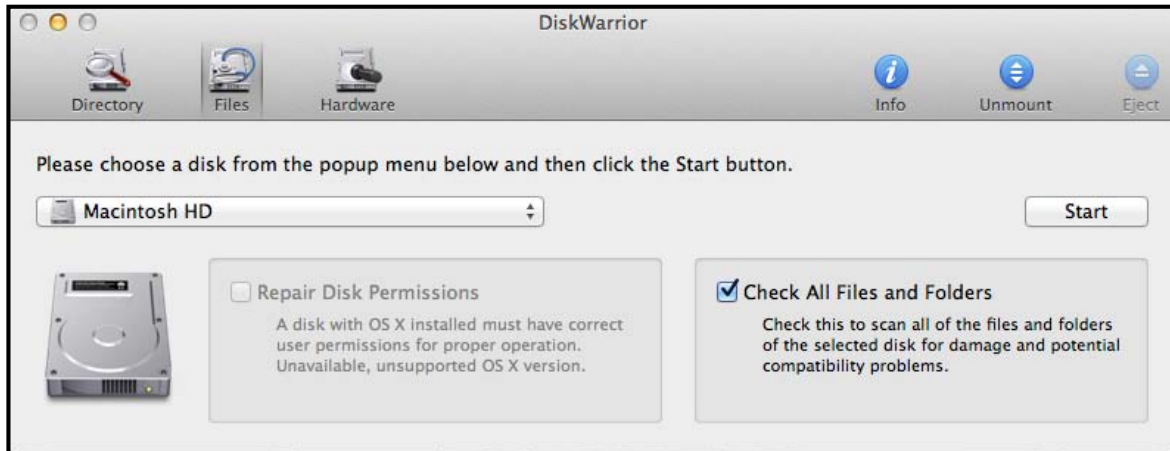 DiskWarrior
Directory
Files
Hardware
Info
Unmount
Eject
Please choose a disk from the popup menu below and then click the Start button.
Macintosh HD
Start
Repair Disk Permissions
A disk with OS X installed must have correct
user permissions for proper operation.
Unavailable, unsupported OS X version.
Check All Files and Folders
Check this to scan all of the files and folders
of the selected disk for damage and potential
compatibility problems.